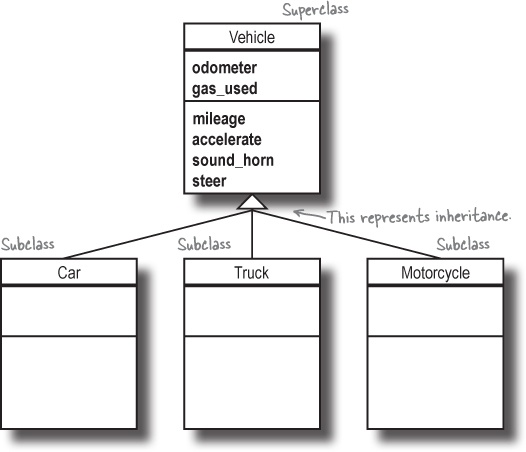 Superclass
Vehicle
odometer
gas_used
mileage
accelerate
sound_horn
steer
This represents inheritance.
Subclass
Subclass
Subclass
Car
Truck
Motorcycle